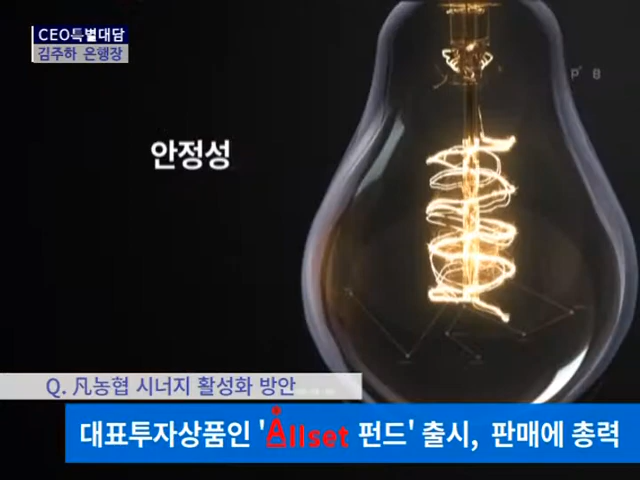 CEO특별대담
김주하 은행장
안정성
Q. 凡농협 시너지 활성화 방안
대표투자상품인 'Allset 펀드' 출시, 판매에 총력